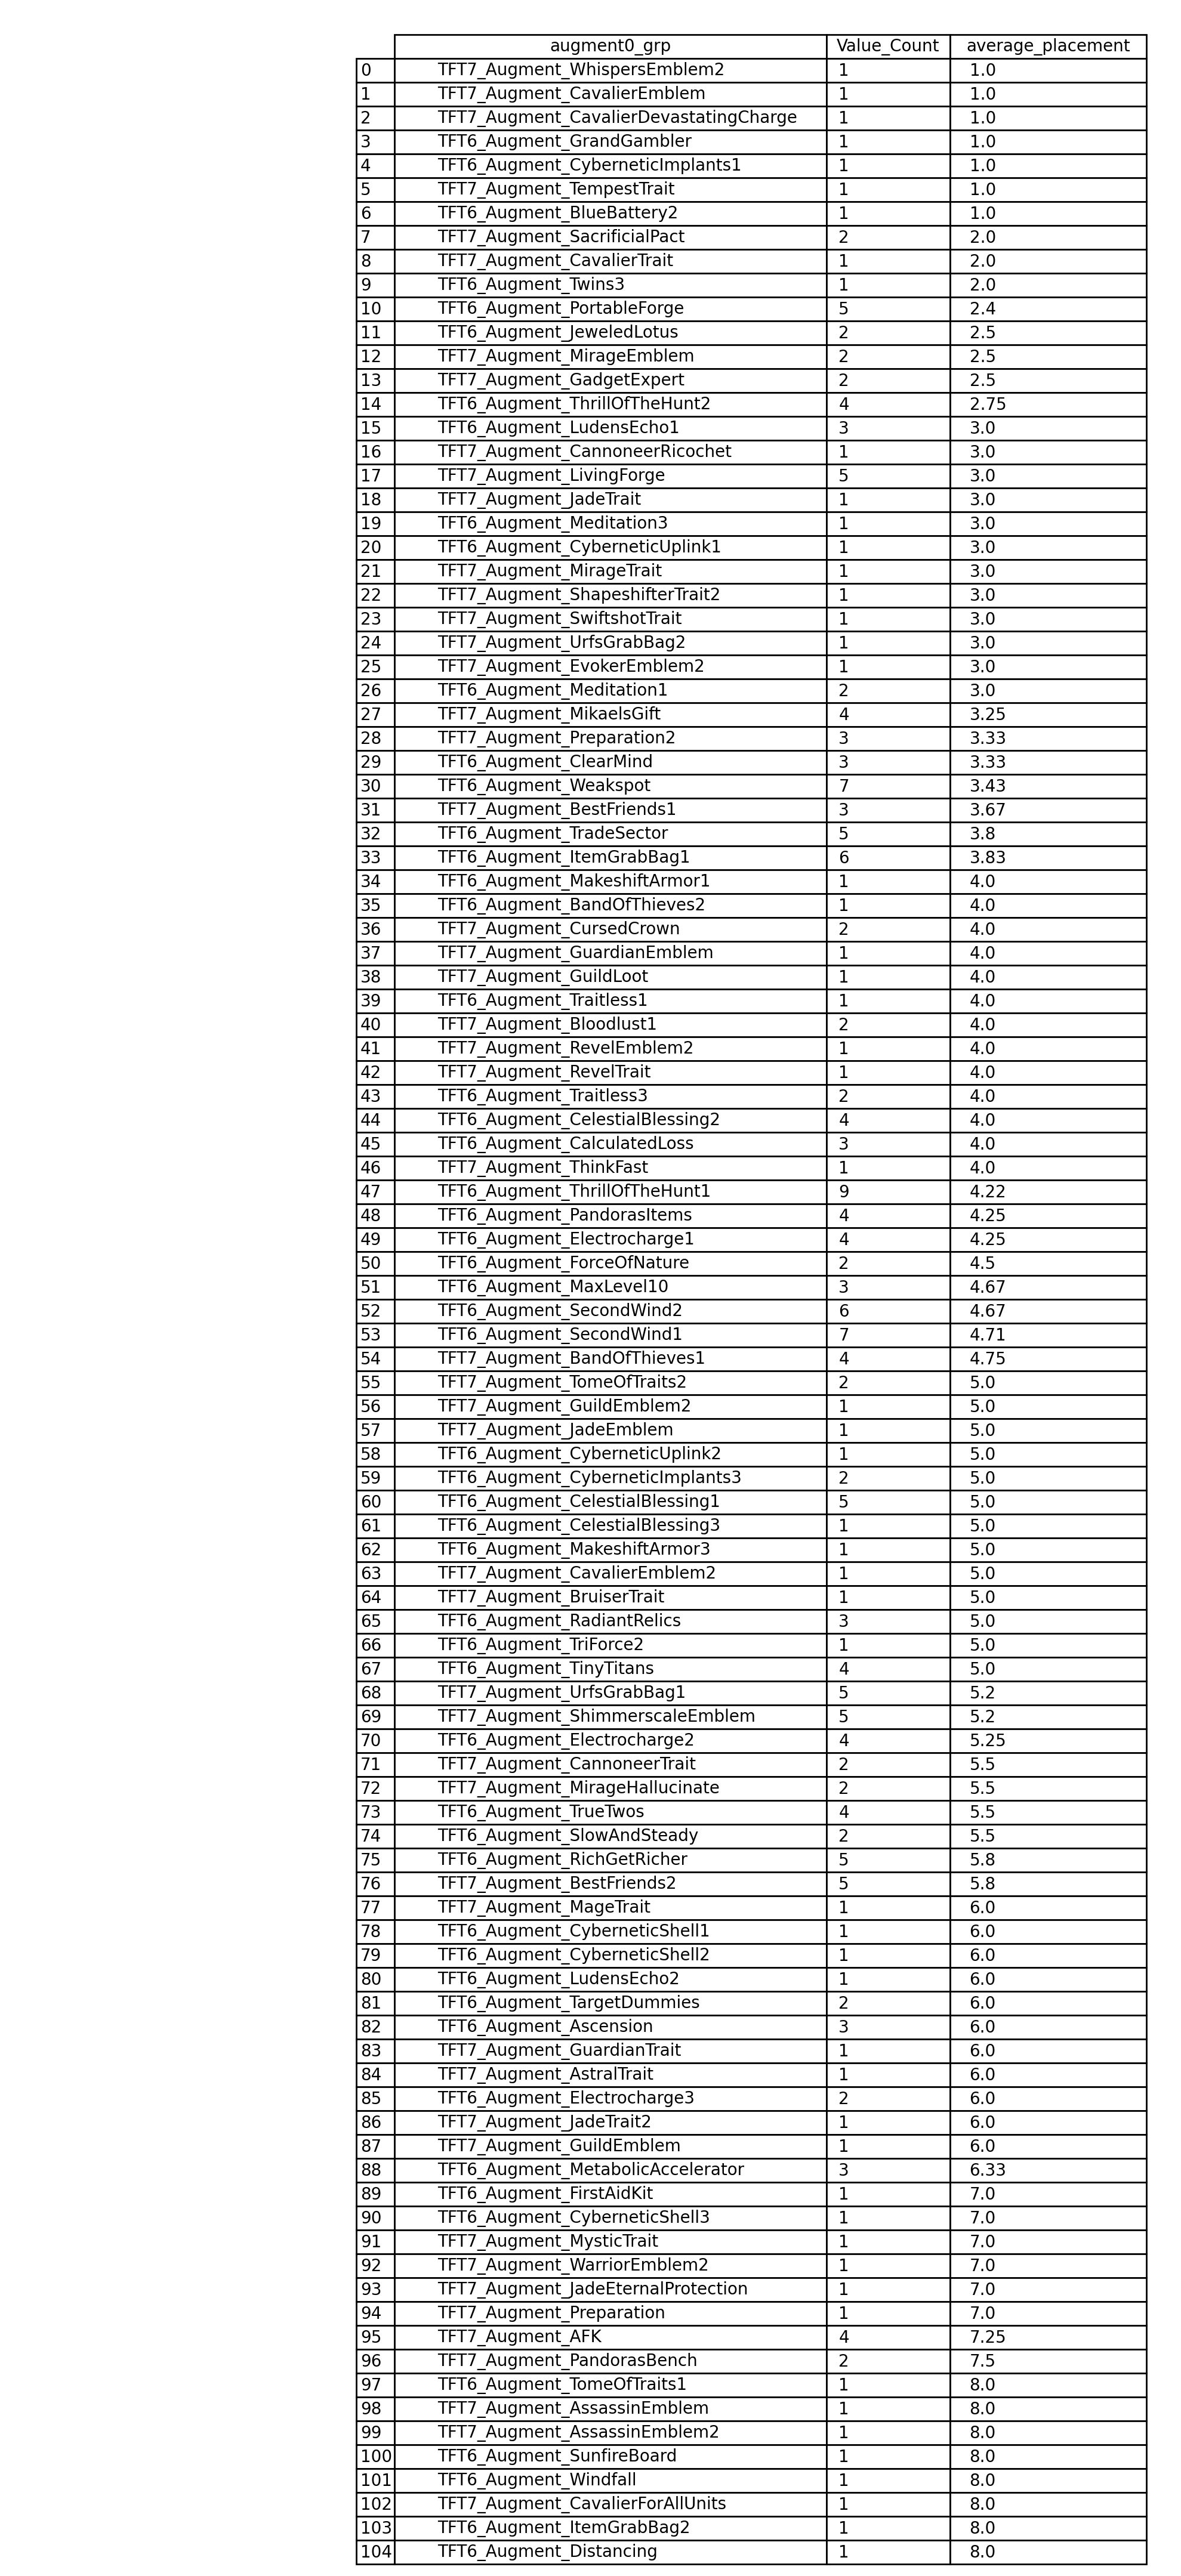 augment0_grp Value_Count average_placement
0 TFT7_Augment_WhispersEmblem2 1 1.0
1 TFT7_Augment_CavalierEmblem 1 1.0
2 TFT7_Augment_CavalierDevastatingCharge 1 1.0
3 TFT6_Augment_GrandGambler 1 1.0
4 TFT6_Augment_CyberneticImplants1 1 1.0
5 TFT7_Augment_TempestTrait 1 1.0
6 TFT6_Augment_BlueBattery2 1 1.0
7 TFT7_Augment_SacrificialPact 2 2.0
8 TFT7_Augment_CavalierTrait 1 2.0
9 TFT6_Augment_Twins3 1 2.0
10 TFT6_Augment_PortableForge 5 2.4
11 TFT6_Augment_JeweledLotus 2 2.5
12 TFT7_Augment_MirageEmblem 2 2.5
13 TFT7_Augment_GadgetExpert 2 2.5
14 TFT6_Augment_ThrillOfTheHunt2 4 2.75
15 TFT6_Augment_LudensEcho1 3 3.0
16 TFT7_Augment_CannoneerRicochet 1 3.0
17 TFT7_Augment_LivingForge 5 3.0
18 TFT7_Augment_JadeTrait 1 3.0
19 TFT6_Augment_Meditation3 1 3.0
20 TFT6_Augment_CyberneticUplink1 1 3.0
21 TFT7_Augment_MirageTrait 1 3.0
22 TFT7_Augment_ShapeshifterTrait2 1 3.0
23 TFT7_Augment_SwiftshotTrait 1 3.0
24 TFT7_Augment_UrfsGrabBag2 1 3.0
25 TFT7_Augment_EvokerEmblem2 1 3.0
26 TFT6_Augment_Meditation1 2 3.0
27 TFT7_Augment_MikaelsGift 4 3.25
28 TFT7_Augment_Preparation2 3 3.33
29 TFT6_Augment_ClearMind 3 3.33
30 TFT6_Augment_Weakspot 7 3.43
31 TFT7_Augment_BestFriends1 3 3.67
32 TFT6_Augment_TradeSector 5 3.8
33 TFT6_Augment_ItemGrabBag1 6 3.83
34 TFT6_Augment_MakeshiftArmor1 1 4.0
35 TFT6_Augment_BandOfThieves2 1 4.0
36 TFT7_Augment_CursedCrown 2 4.0
37 TFT7_Augment_GuardianEmblem 1 4.0
38 TFT7_Augment_GuildLoot 1 4.0
39 TFT6_Augment_Traitless1 1 4.0
40 TFT7_Augment_Bloodlust1 2 4.0
41 TFT7_Augment_RevelEmblem2 1 4.0
42 TFT7_Augment_RevelTrait 1 4.0
43 TFT6_Augment_Traitless3 2 4.0
44 TFT6_Augment_CelestialBlessing2 4 4.0
45 TFT6_Augment_CalculatedLoss 3 4.0
46 TFT7_Augment_ThinkFast 1 4.0
47 TFT6_Augment_ThrillOfTheHunt1 9 4.22
48 TFT6_Augment_PandorasItems 4 4.25
49 TFT6_Augment_Electrocharge1 4 4.25
50 TFT6_Augment_ForceOfNature 2 4.5
51 TFT6_Augment_MaxLevel10 3 4.67
52 TFT6_Augment_SecondWind2 6 4.67
53 TFT6_Augment_SecondWind1 7 4.71
54 TFT7_Augment_BandOfThieves1 4 4.75
55 TFT7_Augment_TomeOfTraits2 2 5.0
56 TFT7_Augment_GuildEmblem2 1 5.0
57 TFT7_Augment_JadeEmblem 1 5.0
58 TFT6_Augment_CyberneticUplink2 1 5.0
59 TFT6_Augment_CyberneticImplants3 2 5.0
60 TFT6_Augment_CelestialBlessing1 5 5.0
61 TFT6_Augment_CelestialBlessing3 1 5.0
62 TFT6_Augment_MakeshiftArmor3 1 5.0
63 TFT7_Augment_CavalierEmblem2 1 5.0
64 TFT7_Augment_BruiserTrait 1 5.0
65 TFT6_Augment_RadiantRelics 3 5.0
66 TFT6_Augment_TriForce2 1 5.0
67 TFT6_Augment_TinyTitans 4 5.0
68 TFT7_Augment_UrfsGrabBag1 5 5.2
69 TFT7_Augment_ShimmerscaleEmblem 5 5.2
70 TFT6_Augment_Electrocharge2 4 5.25
71 TFT7_Augment_CannoneerTrait 2 5.5
72 TFT7_Augment_MirageHallucinate 2 5.5
73 TFT6_Augment_TrueTwos 4 5.5
74 TFT6_Augment_SlowAndSteady 2 5.5
75 TFT6_Augment_RichGetRicher 5 5.8
76 TFT7_Augment_BestFriends2 5 5.8
77 TFT7_Augment_MageTrait 1 6.0
78 TFT6_Augment_CyberneticShell1 1 6.0
79 TFT6_Augment_CyberneticShell2 1 6.0
80 TFT6_Augment_LudensEcho2 1 6.0
81 TFT6_Augment_TargetDummies 2 6.0
82 TFT6_Augment_Ascension 3 6.0
83 TFT7_Augment_GuardianTrait 1 6.0
84 TFT7_Augment_AstralTrait 1 6.0
85 TFT6_Augment_Electrocharge3 2 6.0
86 TFT7_Augment_JadeTrait2 1 6.0
87 TFT7_Augment_GuildEmblem 1 6.0
88 TFT6_Augment_MetabolicAccelerator 3 6.33
89 TFT6_Augment_FirstAidKit 1 7.0
90 TFT6_Augment_CyberneticShell3 1 7.0
91 TFT7_Augment_MysticTrait 1 7.0
92 TFT7_Augment_WarriorEmblem2 1 7.0
93 TFT7_Augment_JadeEternalProtection 1 7.0
94 TFT7_Augment_Preparation 1 7.0
95 TFT7_Augment_AFK 4 7.25
96 TFT7_Augment_PandorasBench 2 7.5
97 TFT6_Augment_TomeOfTraits1 1 8.0
98 TFT7_Augment_AssassinEmblem 1 8.0
99 TFT7_Augment_AssassinEmblem2 1 8.0
100 TFT6_Augment_SunfireBoard 1 8.0
101 TFT6_Augment_Windfall 1 8.0
102 TFT7_Augment_CavalierForAllUnits 1 8.0
103 TFT6_Augment_ItemGrabBag2 1 8.0
104 TFT6_Augment_Distancing 1 8.0